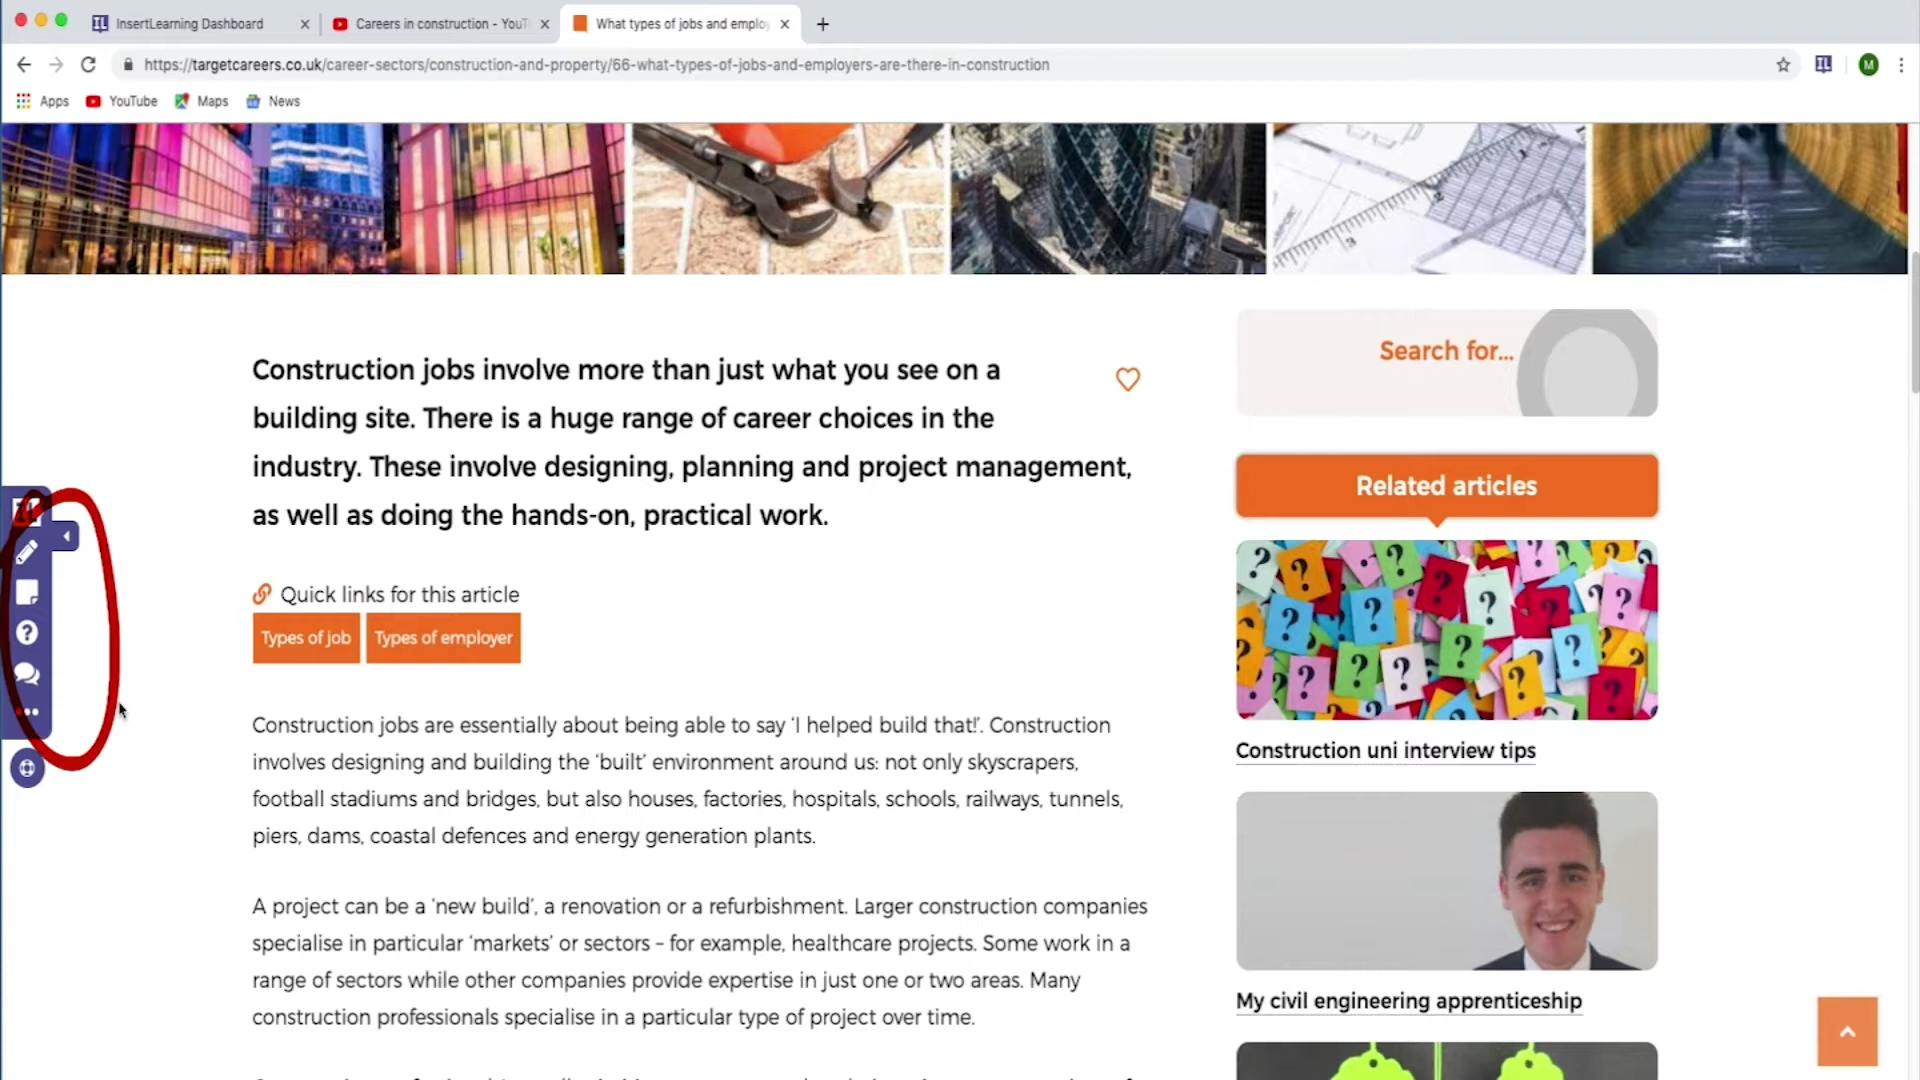 InsertLearning Dashboard
Careers in construction - YouT
What types of jobs and emplo
https://targetcareers.co.uk/career-sectors/construction-and-property/66-what-types-of-jobs-and-employers-are-there-in-construction
IL
M
Apps
YouTube
Maps
News
Construction jobs involve more than just what you see on a
building site. There is a huge range of career choices in the
industry. These involve designing, planning and project management,
as well as doing the hands-on, practical work.
Search for...
Related articles
Quick links for this article
Types of job
Types of employer
Construction jobs are essentially about being able to say ‘I helped build that!’. Construction
involves designing and building the ‘built’ environment around us: not only skyscrapers,
football stadiums and bridges, but also houses, factories, hospitals, schools, railways, tunnels,
piers, dams, coastal defences and energy generation plants.
Construction uni interview tips
A project can be a ‘new build’, a renovation or a refurbishment. Larger construction companies
specialise in particular ‘markets’ or sectors – for example, healthcare projects. Some work in a
range of sectors while other companies provide expertise in just one or two areas. Many
construction professionals specialise in a particular type of project over time.
My civil engineering apprenticeship